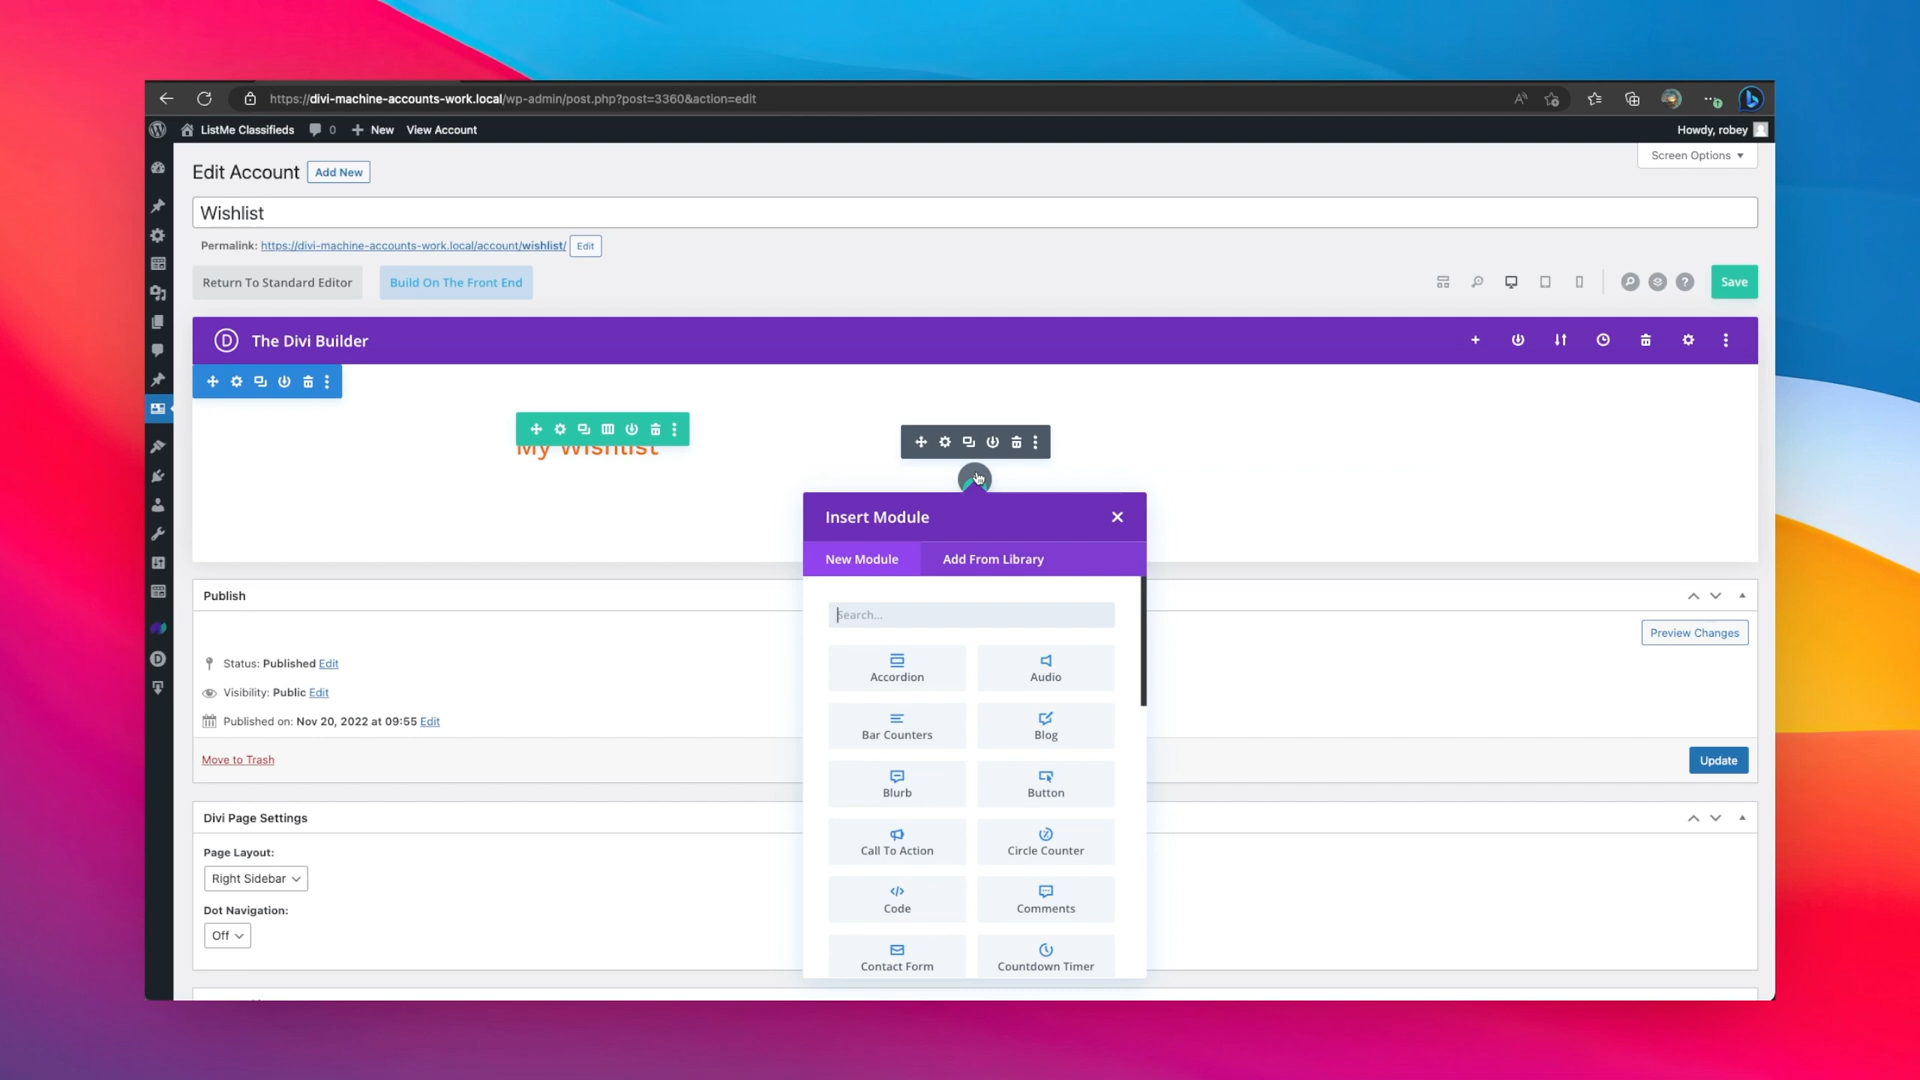 https://divi-machine-accounts-work.local/wp-admin/post.php?post=3360&action=edit
ListMe Classifieds 0 New View Account Howdy, robey
Screen Options
Edit Account Add New
Wishlist
Permalink: https://divi-machine-accounts-work.local/account/wishlist/ Edit
Return To Standard Editor Build On The Front End Save
The Divi Builder
My Wishlist
Insert Module
New Module Add From Library
Search...
Accordion Audio
Bar Counters Blog
Blurb Button
Call To Action Circle Counter
Code Comments
Contact Form Countdown Timer
Publish
Preview Changes
Status: Published Edit
Visibility: Public Edit
Published on: Nov 20, 2022 at 09:55 Edit
Move to Trash Update
Divi Page Settings
Page Layout:
Right Sidebar
Dot Navigation:
Off